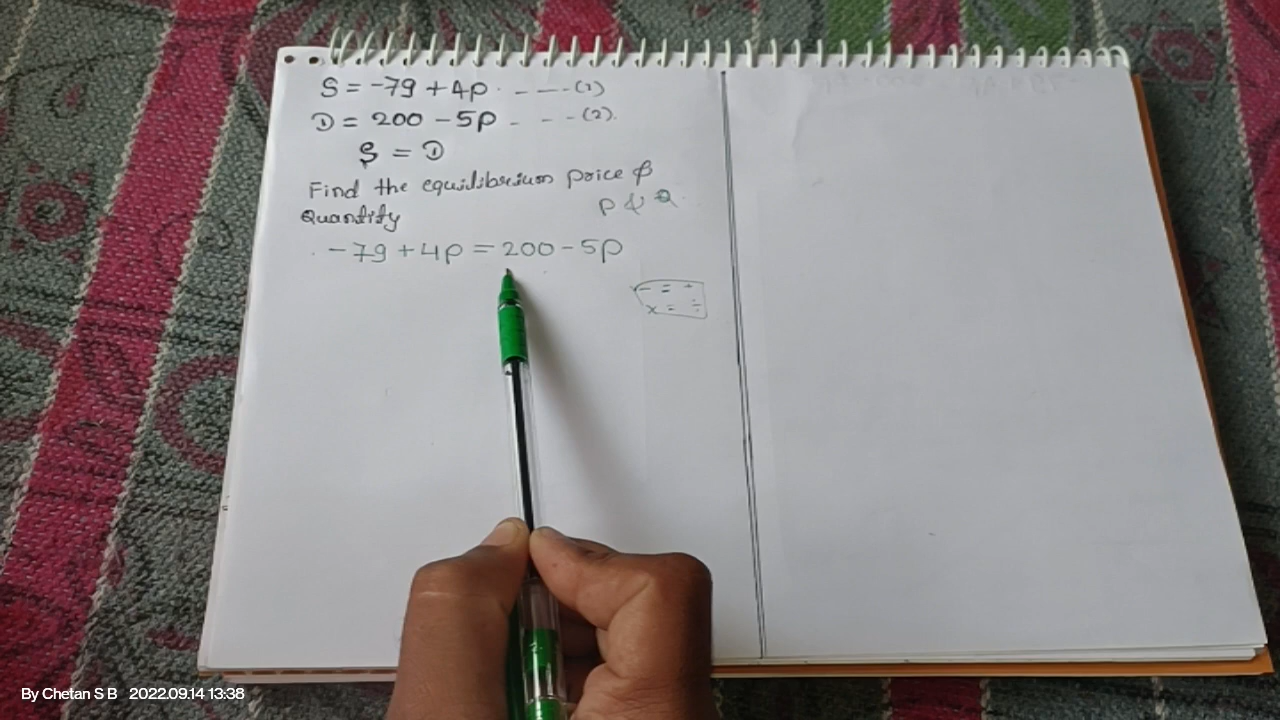 S = -79 + 4p - - - - (1)
D = 200 - 5p - - - - (2).
S = D
Find the equilibrium price &
Quantity P & Q.
-79 + 4p = 200 - 5p
- = +
x = ÷
By Chetan S B 2022.09.14 13:38